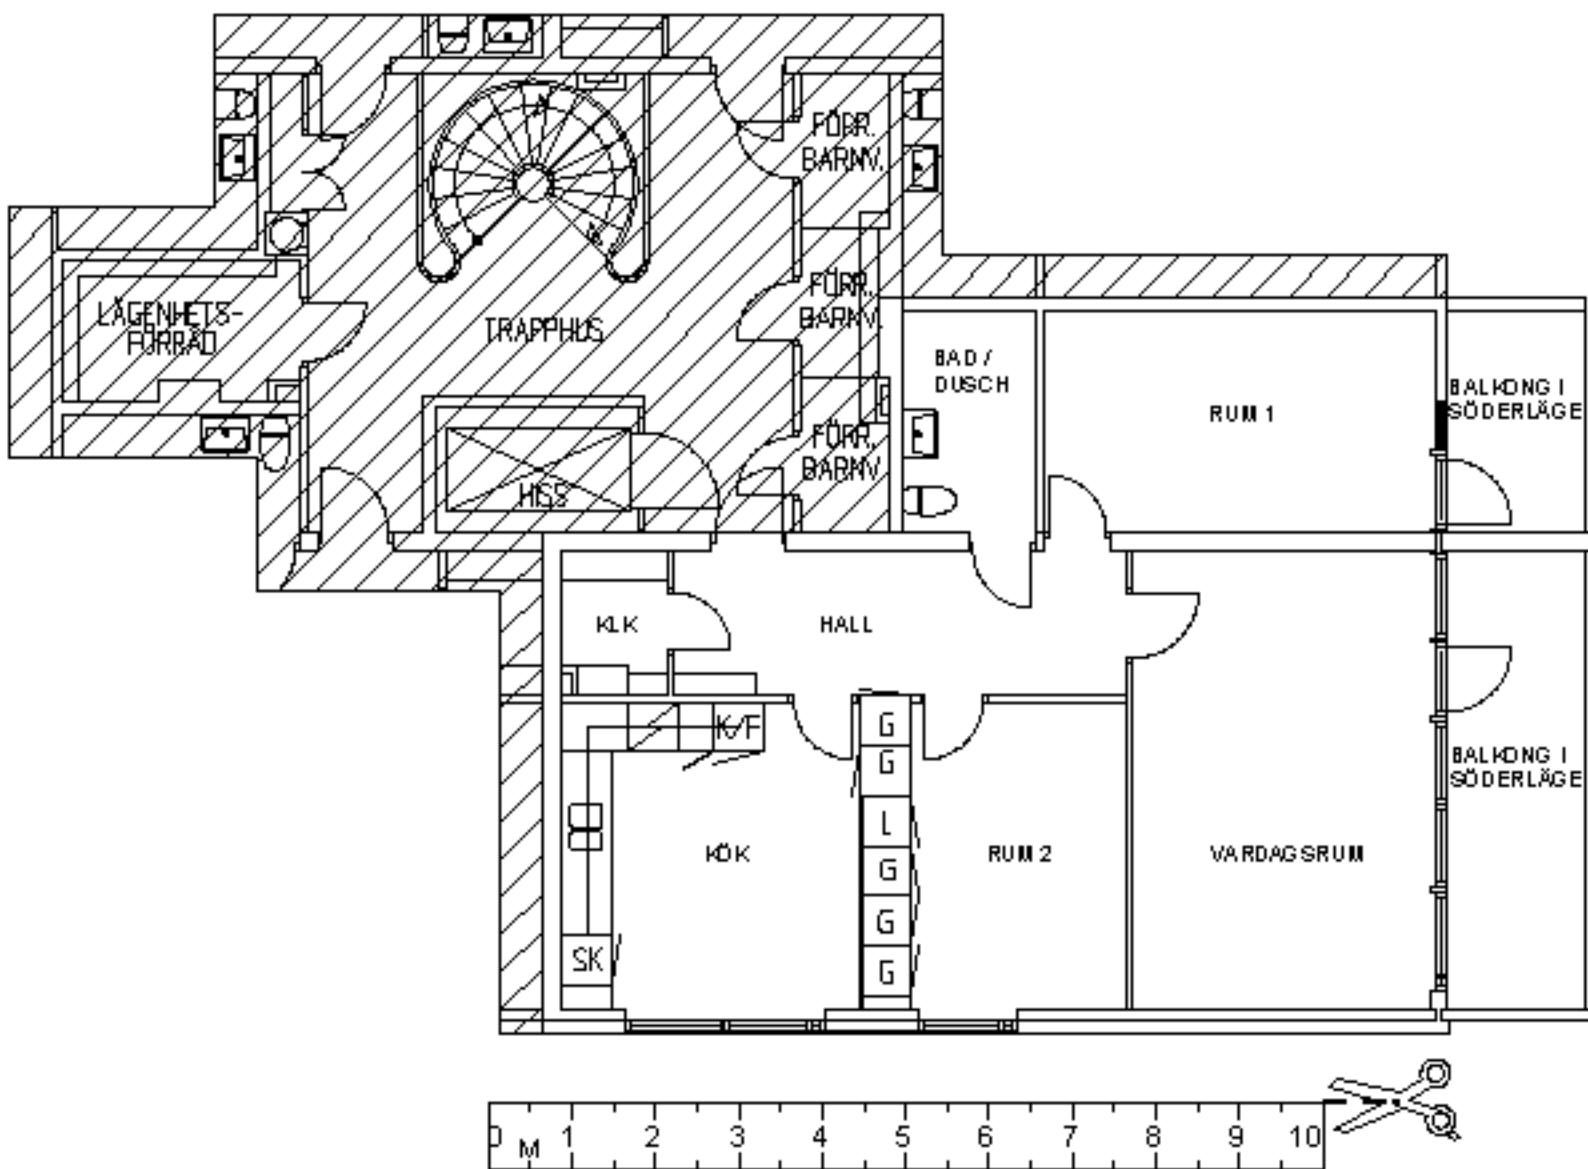 FÖRR.
BARNV.
LÄGENHETS-
FÖRRÅD
TRAPPHUS
FÖRR.
BARNV.
BAD /
DUSCH
RUM 1
BALKONG I
SÖDERLÄGE
FÖRR.
BARNV.
HISS
KLK
HALL
K/F
G
G
L
G
G
G
KÖK
RUM 2
VARDAGSRUM
BALKONG I
SÖDERLÄGE
SK
0 M 1 2 3 4 5 6 7 8 9 10